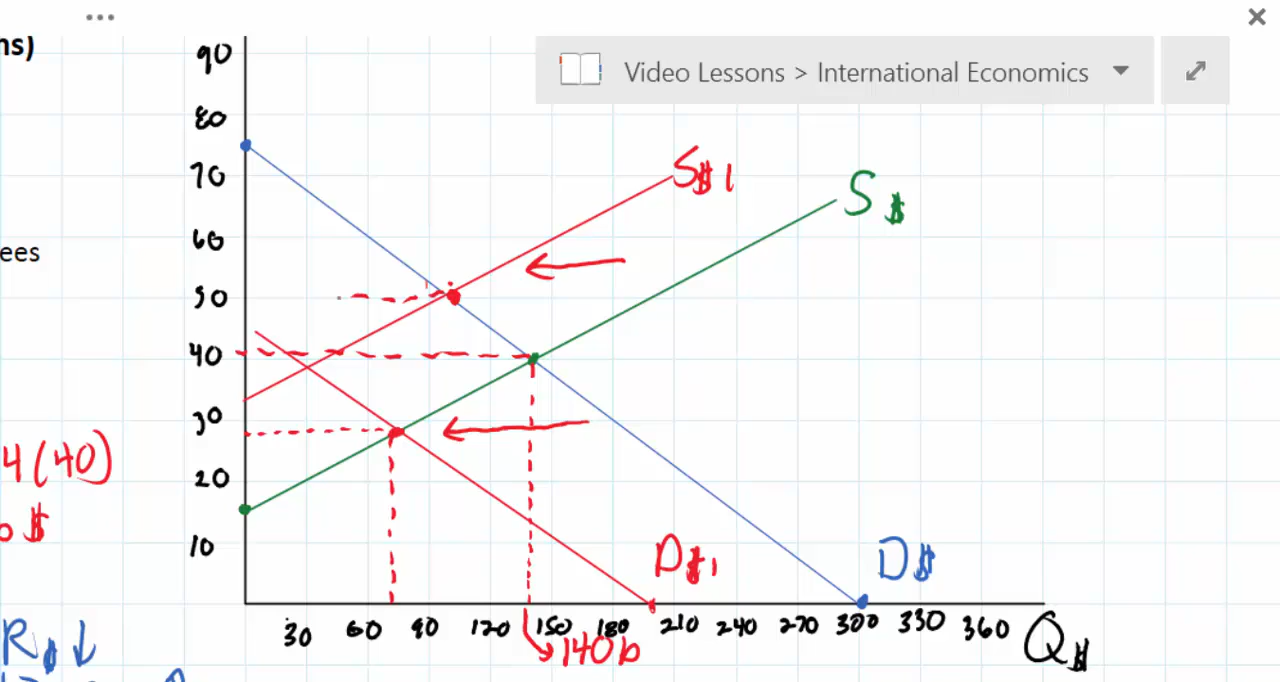 ns)
90
Video Lessons > International Economics
80
70
S$1
S$
60
ees
50
40
30
4(40)
20
$
10
D$1
D$
R$↓
30 60 90 120 150 180 210 240 270 300 330 360 Q$
140b